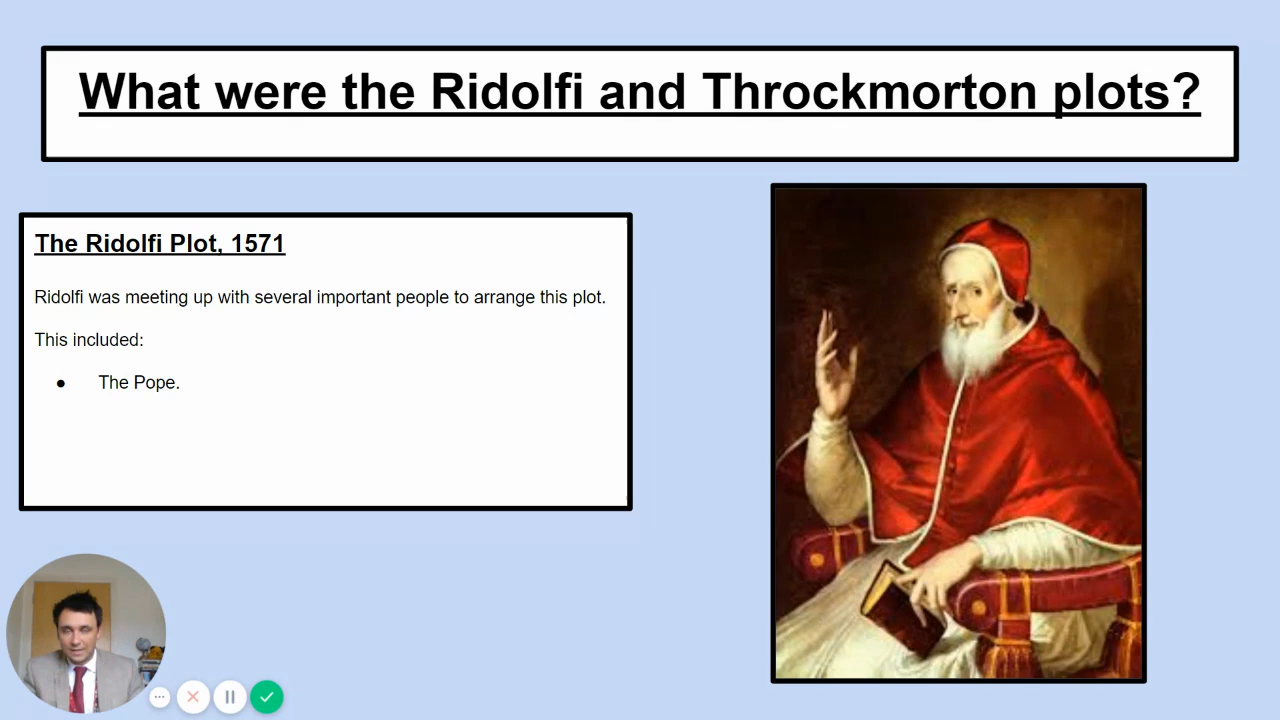 What were the Ridolfi and Throckmorton plots?
The Ridolfi Plot, 1571
Ridolfi was meeting up with several important people to arrange this plot.
This included:
● The Pope.